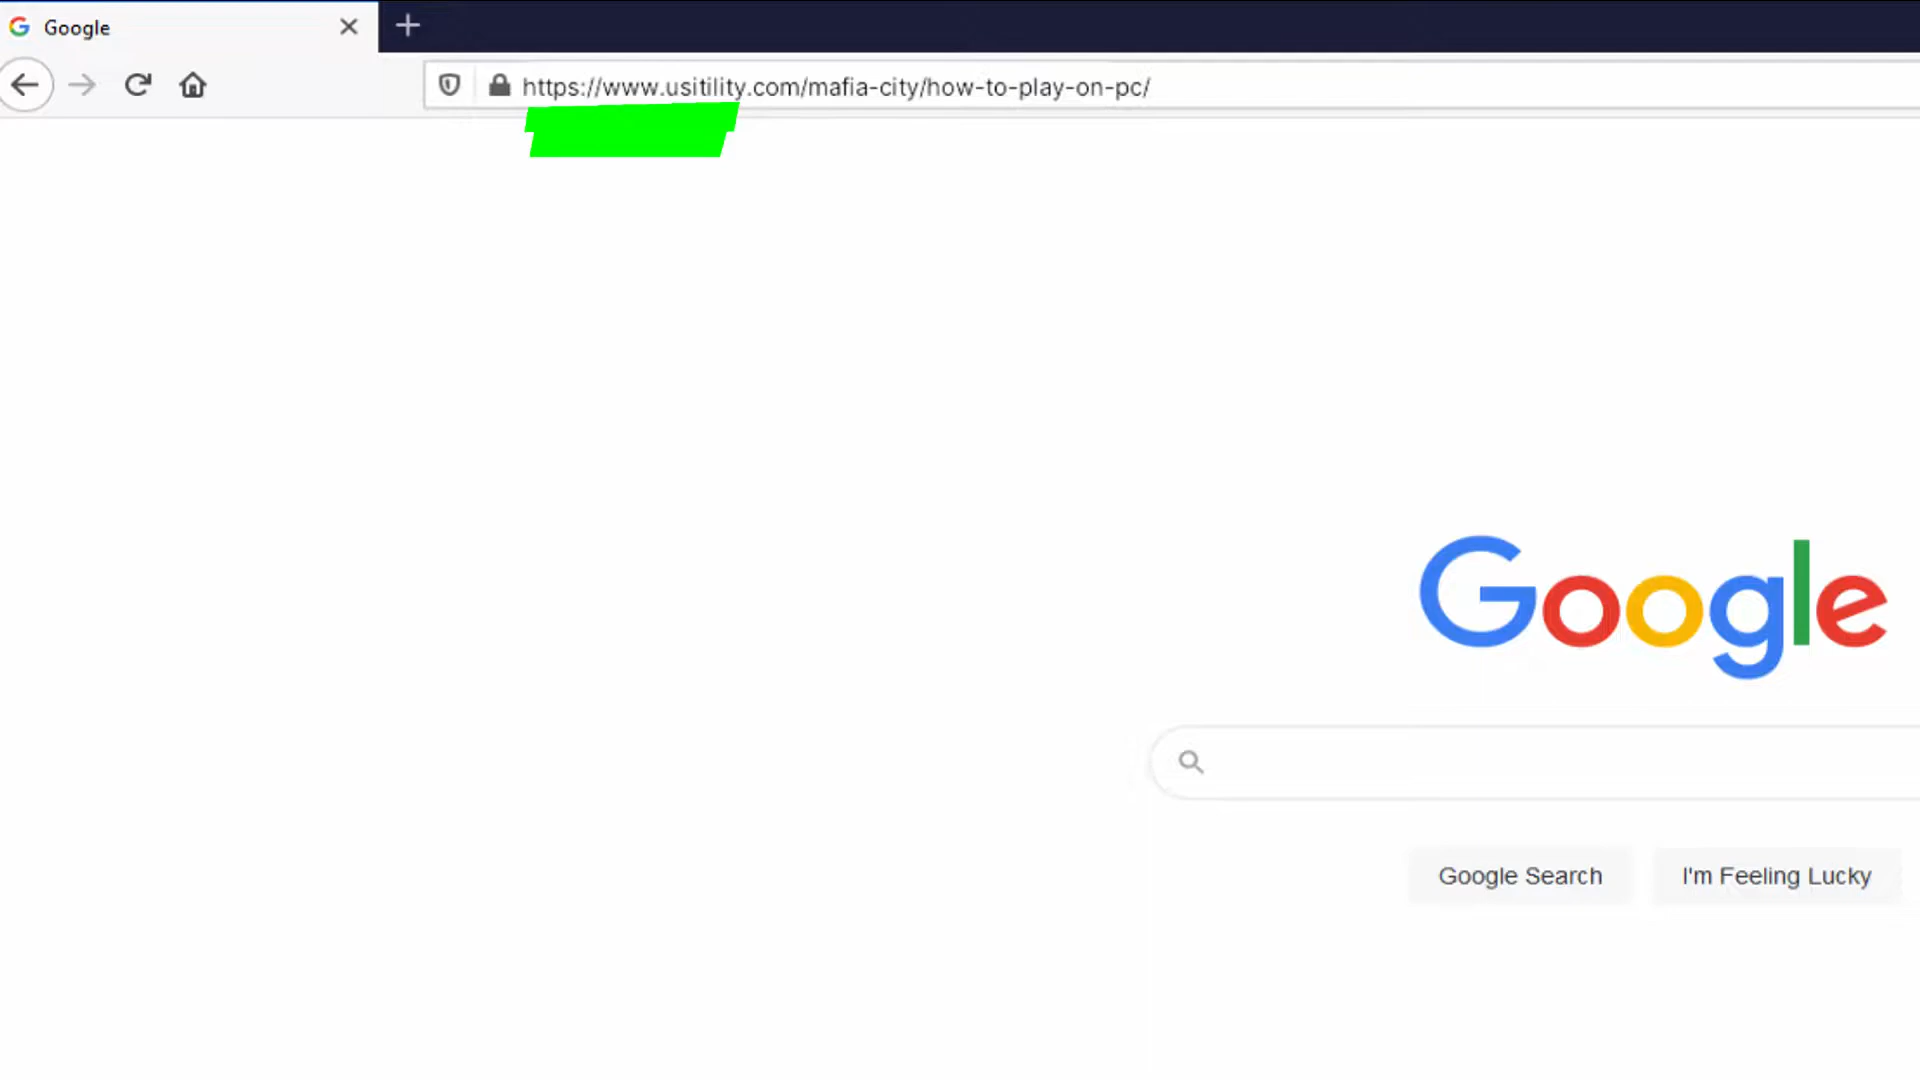 Google
https://www.usitility.com/mafia-city/how-to-play-on-pc/
Google
Google Search
I'm Feeling Lucky